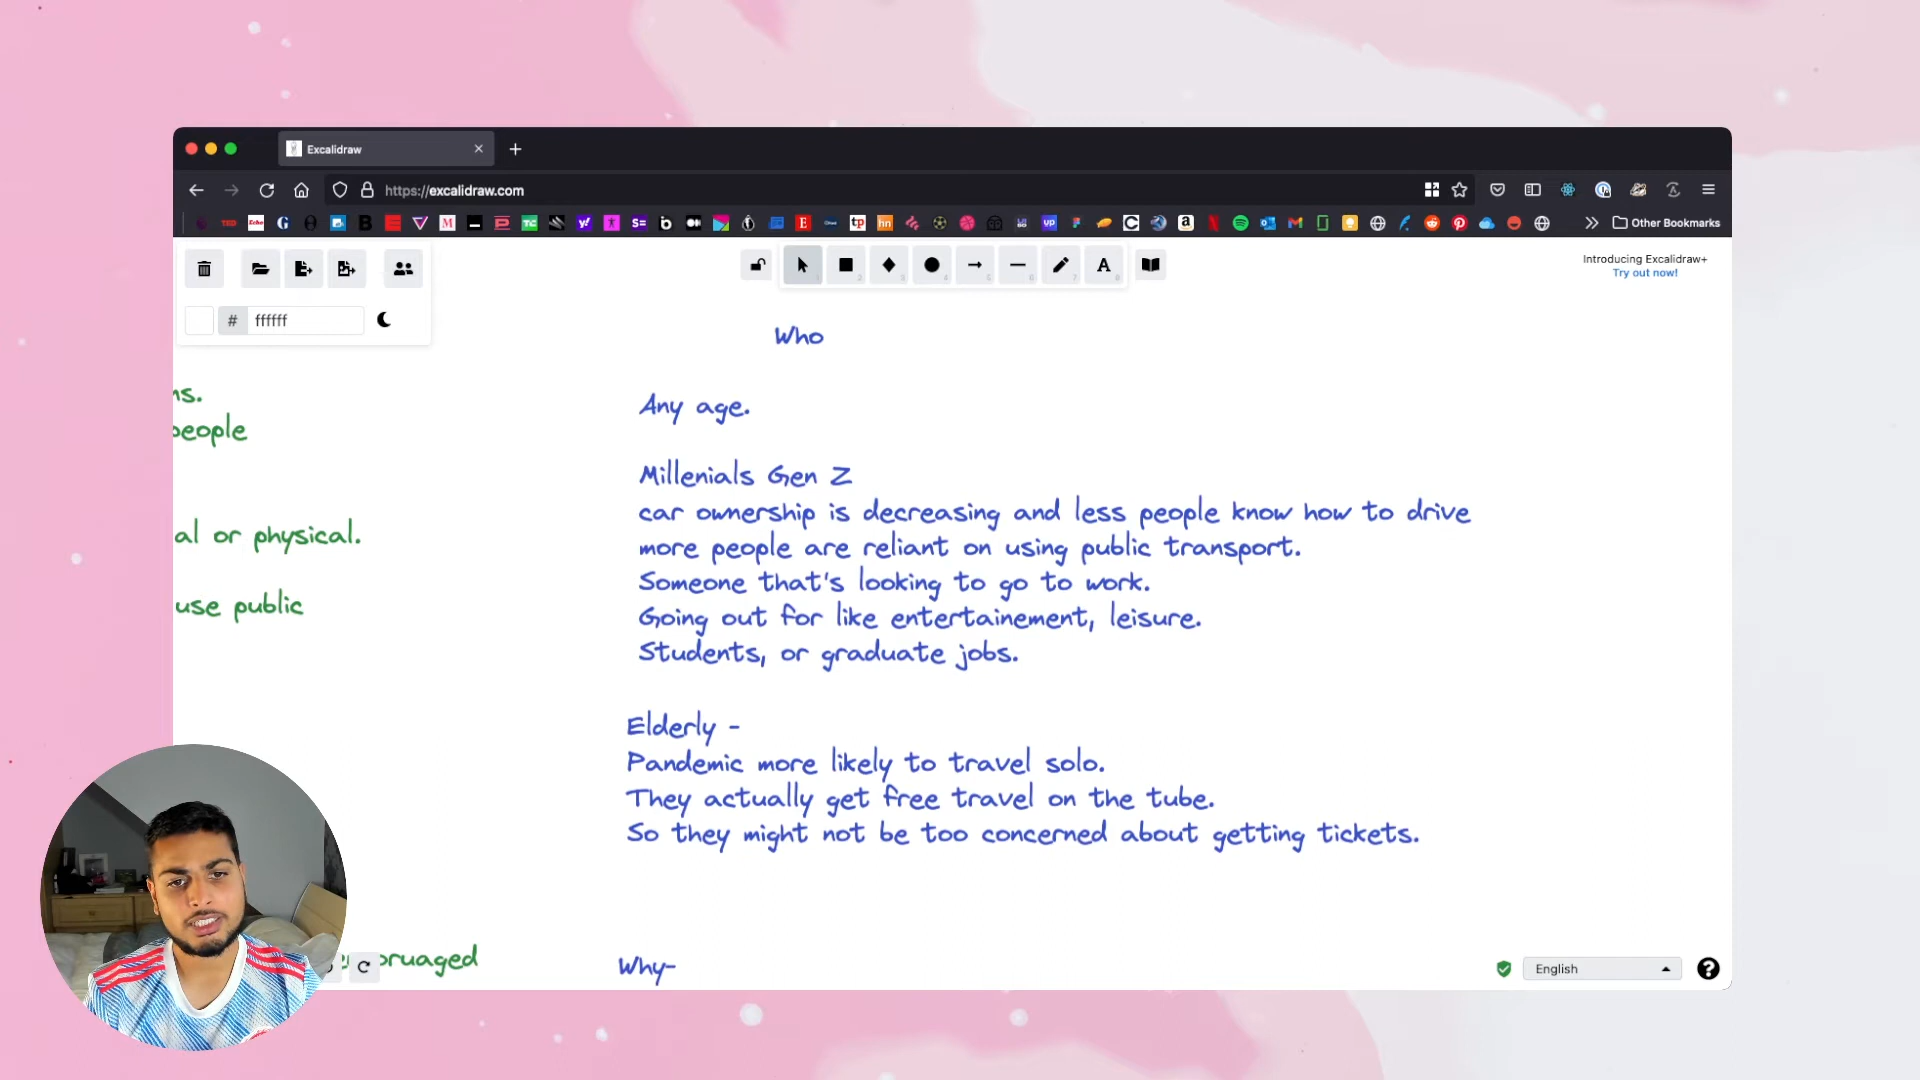 Excalidraw
https://excalidraw.com
Other Bookmarks
Introducing Excalidraw+
Try out now!
# ffffff
Who
ns.
people
al or physical.
use public
Any age.
Millenials Gen Z
car ownership is decreasing and less people know how to drive
more people are reliant on using public transport.
Someone that's looking to go to work.
Going out for like entertainement, leisure.
Students, or graduate jobs.
Elderly -
Pandemic more likely to travel solo.
They actually get free travel on the tube.
So they might not be too concerned about getting tickets.
oruaged
Why-
English